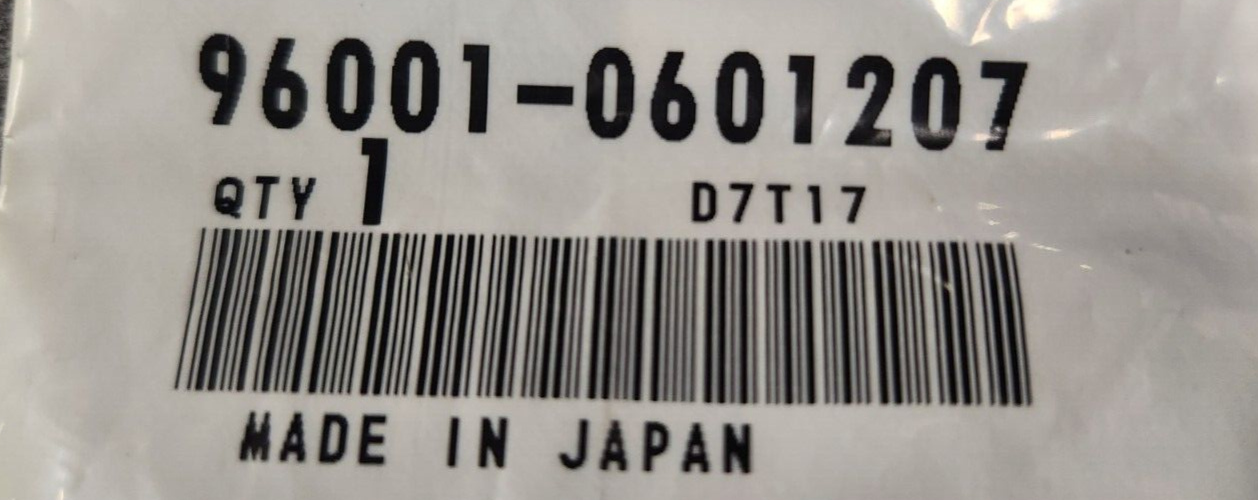 96001-0601207
QTY 1 D7T17
MADE IN JAPAN